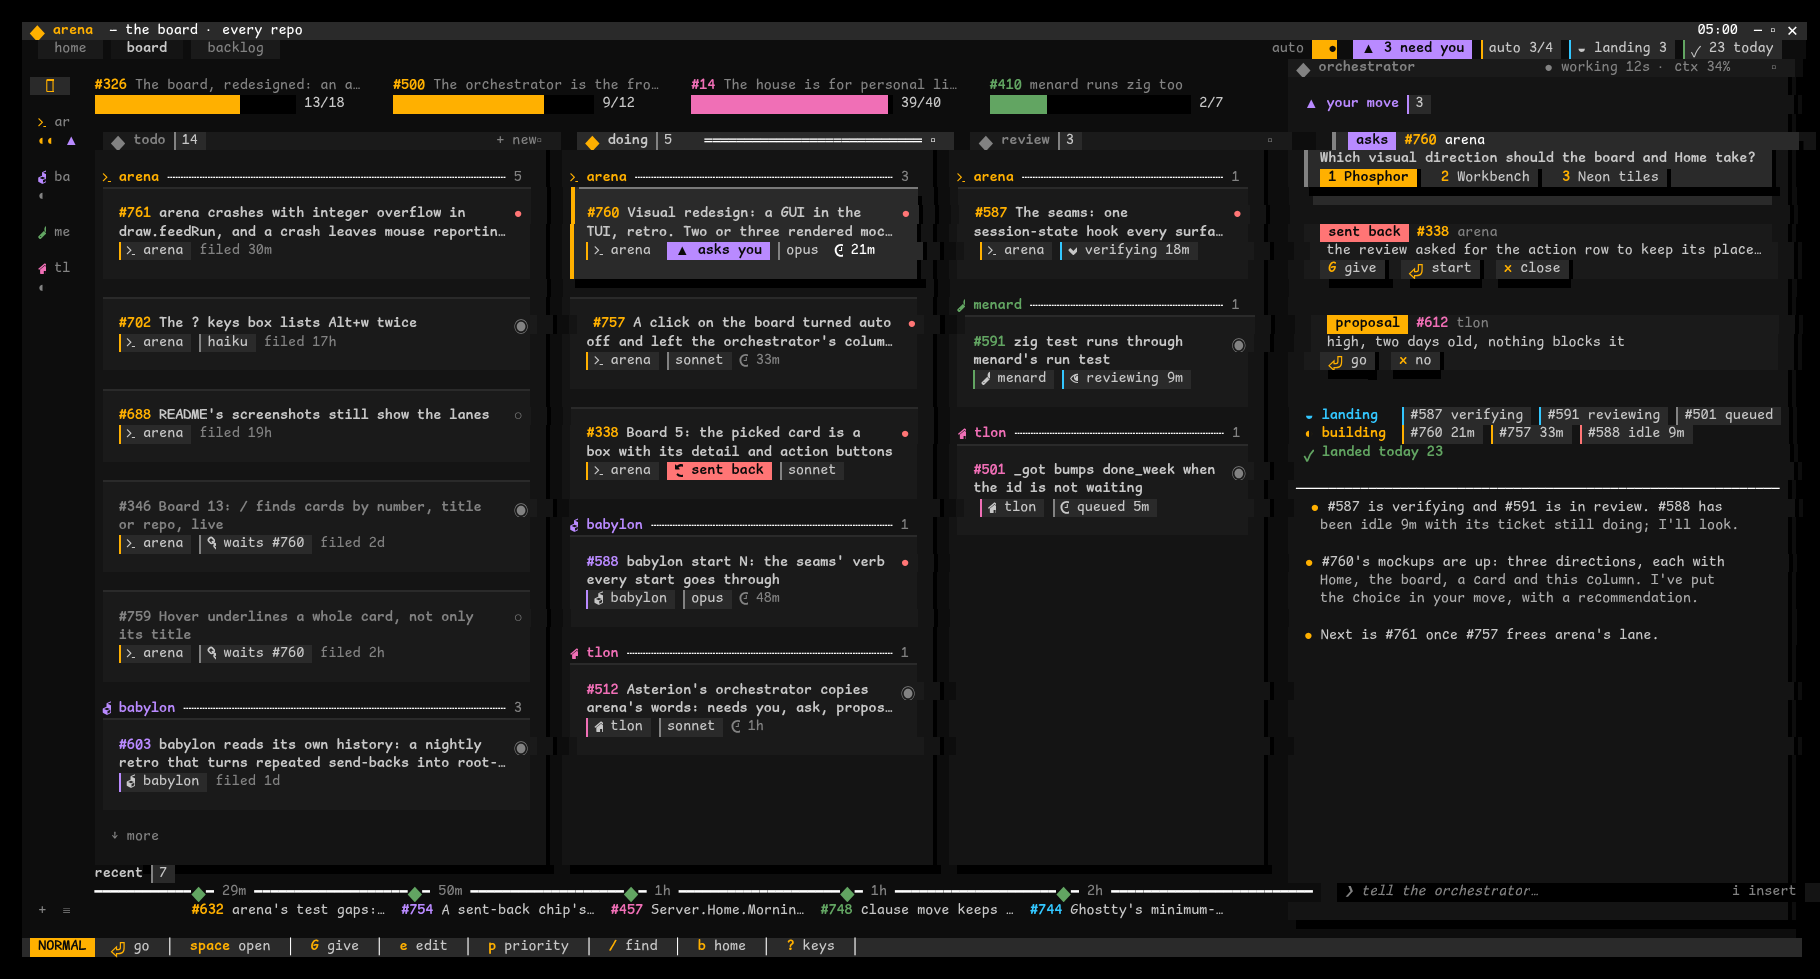 arena — the board · every repo
05:00
home board backlog
auto ▲ 3 need you auto 3/4 landing 3 ✓ 23 today
#326 The board, redesigned: an a…
13/18
#500 The orchestrator is the fro…
9/12
#14 The house is for personal li…
39/40
#410 menard runs zig too
2/7
ar
ba
me
tl
todo 14 + new
arena 5
#761 arena crashes with integer overflow in
draw.feedRun, and a crash leaves mouse reportin…
arena filed 30m
#702 The ? keys box lists Alt+w twice
arena haiku filed 17h
#688 README's screenshots still show the lanes
arena filed 19h
#346 Board 13: / finds cards by number, title
or repo, live
arena waits #760 filed 2d
#759 Hover underlines a whole card, not only
its title
arena waits #760 filed 2h
babylon 3
#603 babylon reads its own history: a nightly
retro that turns repeated send-backs into root-…
babylon filed 1d
↓ more
doing 5
arena 3
#760 Visual redesign: a GUI in the
TUI, retro. Two or three rendered moc…
arena ▲ asks you opus 21m
#757 A click on the board turned auto
off and left the orchestrator's colum…
arena sonnet 33m
#338 Board 5: the picked card is a
box with its detail and action buttons
arena sent back sonnet
babylon 1
#588 babylon start N: the seams' verb
every start goes through
babylon opus 48m
tlon 1
#512 Asterion's orchestrator copies
arena's words: needs you, ask, propos…
tlon sonnet 1h
review 3
arena 1
#587 The seams: one
session-state hook every surfa…
arena verifying 18m
menard 1
#591 zig test runs through
menard's run test
menard reviewing 9m
tlon 1
#501 _got bumps done_week when
the id is not waiting
tlon queued 5m
orchestrator ● working 12s · ctx 34%
▲ your move 3
asks #760 arena
Which visual direction should the board and Home take?
1 Phosphor 2 Workbench 3 Neon tiles
sent back #338 arena
the review asked for the action row to keep its place…
G give start × close
proposal #612 tlon
high, two days old, nothing blocks it
go × no
landing #587 verifying #591 reviewing #501 queued
building #760 21m #757 33m #588 idle 9m
✓ landed today 23
● #587 is verifying and #591 is in review. #588 has
been idle 9m with its ticket still doing; I'll look.
● #760's mockups are up: three directions, each with
Home, the board, a card and this column. I've put
the choice in your move, with a recommendation.
● Next is #761 once #757 frees arena's lane.
recent 7
29m 50m 1h 1h 2h
#632 arena's test gaps:… #754 A sent-back chip's… #457 Server.Home.Mornin… #748 clause move keeps … #744 Ghostty's minimum-…
❯ tell the orchestrator… i insert
+ ≡
NORMAL go space open G give e edit p priority / find b home ? keys